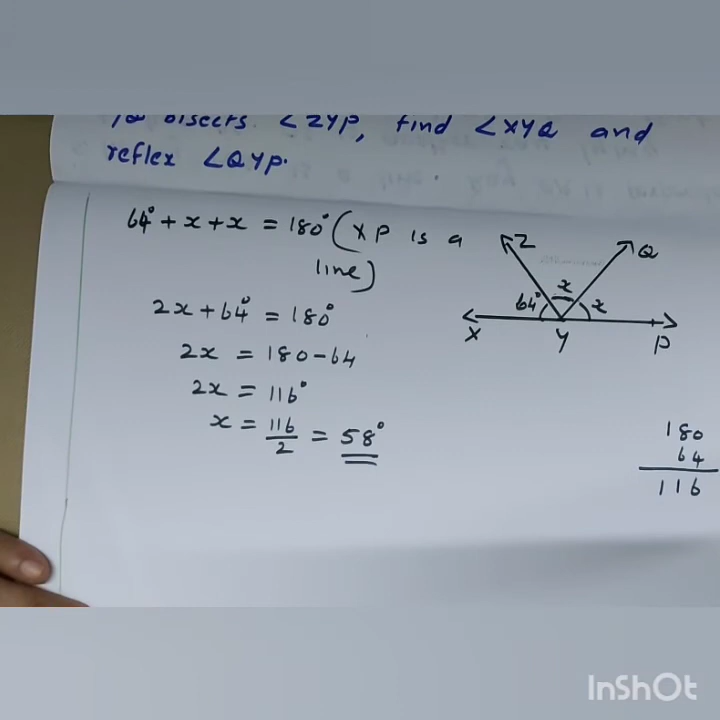 bisects ∠ZYP, find ∠XYQ and
reflex ∠QYP.
64° + x + x = 180° (XP is a
line)
2x + 64° = 180°
2x = 180 - 64
2x = 116°
x = 116/2 = 58°
Z
Q
x
64°
x
X
Y
P
180
64
116
InShOt